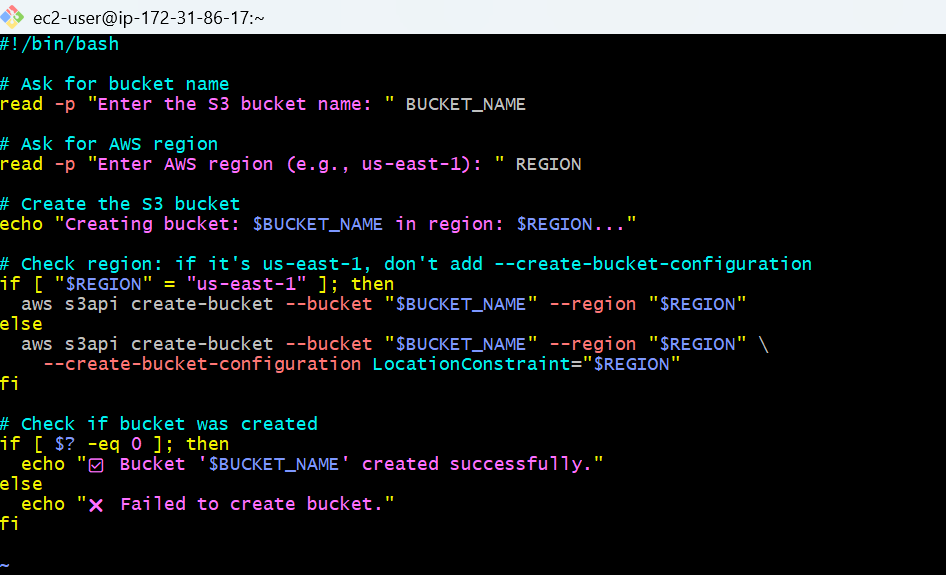 ec2-user@ip-172-31-86-17:~
#!/bin/bash
# Ask for bucket name
read -p "Enter the S3 bucket name: " BUCKET_NAME
# Ask for AWS region
read -p "Enter AWS region (e.g., us-east-1): " REGION
# Create the S3 bucket
echo "Creating bucket: $BUCKET_NAME in region: $REGION..."
# Check region: if it's us-east-1, don't add --create-bucket-configuration
if [ "$REGION" = "us-east-1" ]; then
  aws s3api create-bucket --bucket "$BUCKET_NAME" --region "$REGION"
else
  aws s3api create-bucket --bucket "$BUCKET_NAME" --region "$REGION" \
    --create-bucket-configuration LocationConstraint="$REGION"
fi
# Check if bucket was created
if [ $? -eq 0 ]; then
  echo "☑ Bucket '$BUCKET_NAME' created successfully."
else
  echo "❌ Failed to create bucket."
fi
~